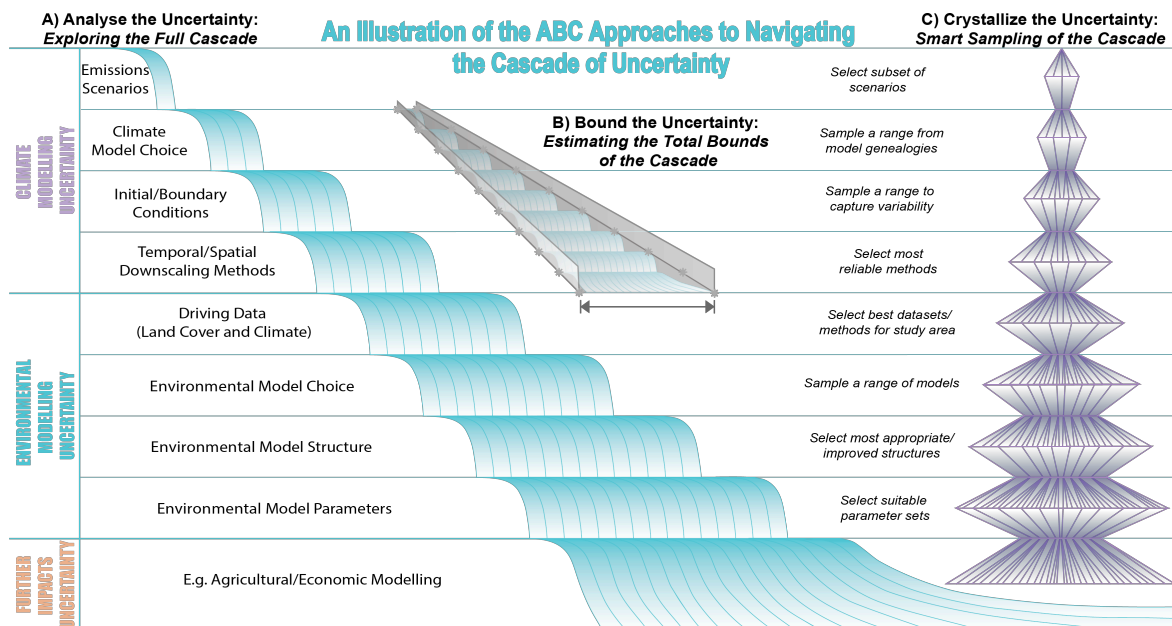 A) Analyse the Uncertainty:
Exploring the Full Cascade
An Illustration of the ABC Approaches to Navigating
the Cascade of Uncertainty
C) Crystallize the Uncertainty:
Smart Sampling of the Cascade
B) Bound the Uncertainty:
Estimating the Total Bounds
of the Cascade
CLIMATE
MODELLING
UNCERTAINTY
Emissions
Scenarios
Select subset of
scenarios
Climate
Model Choice
Sample a range from
model genealogies
Initial/Boundary
Conditions
Sample a range to
capture variability
Temporal/Spatial
Downscaling Methods
Select most
reliable methods
ENVIRONMENTAL
MODELLING
UNCERTAINTY
Driving Data
(Land Cover and Climate)
Select best datasets/
methods for study area
Environmental Model Choice
Sample a range of models
Environmental Model Structure
Select most appropriate/
improved structures
Environmental Model Parameters
Select suitable
parameter sets
FURTHER
IMPACTS
UNCERTAINTY
E.g. Agricultural/Economic Modelling